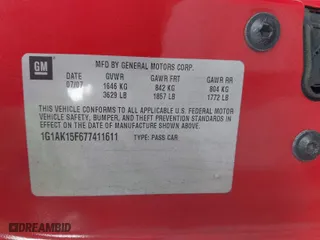 GM
MFD BY GENERAL MOTORS CORP.
DATE GVWR GAWR FRT GAWR RR
07/07 1646 KG 842 KG 804 KG
3629 LB 1857 LB 1772 LB
THIS VEHICLE CONFORMS TO ALL APPLICABLE U.S. FEDERAL MOTOR
VEHICLE SAFETY, BUMPER, AND THEFT PREVENTION STANDARDS
IN EFFECT ON THE DATE OF MANUFACTURE SHOWN ABOVE.
1G1AK15F677411611 TYPE: PASS CAR